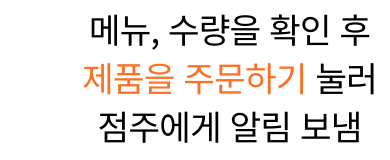 메뉴, 수량을 확인 후
제품을 주문하기 눌러
점주에게 알림 보냄